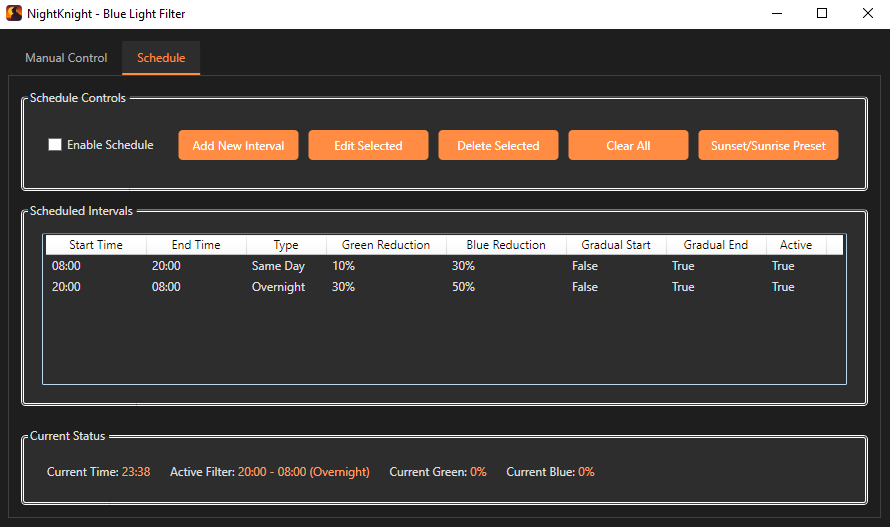 NightKnight - Blue Light Filter
Manual Control Schedule
Schedule Controls
Enable Schedule Add New Interval Edit Selected Delete Selected Clear All Sunset/Sunrise Preset
Scheduled Intervals
Start Time End Time Type Green Reduction Blue Reduction Gradual Start Gradual End Active
08:00 20:00 Same Day 10% 30% False True True
20:00 08:00 Overnight 30% 50% False True True
Current Status
Current Time: 23:38 Active Filter: 20:00 - 08:00 (Overnight) Current Green: 0% Current Blue: 0%